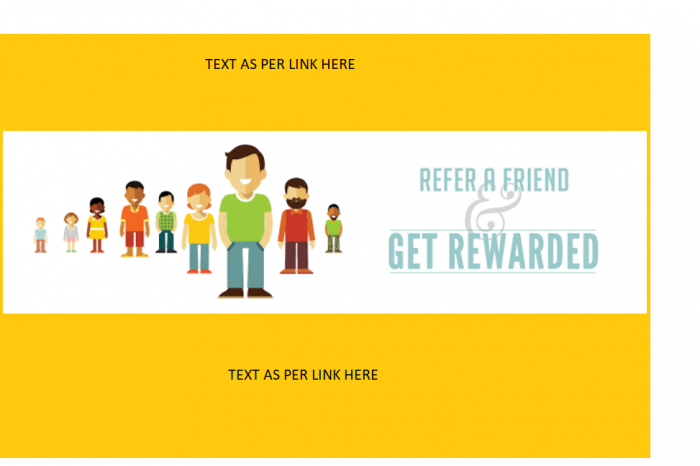 TEXT AS PER LINK HERE
REFER A FRIEND
&
GET REWARDED
TEXT AS PER LINK HERE